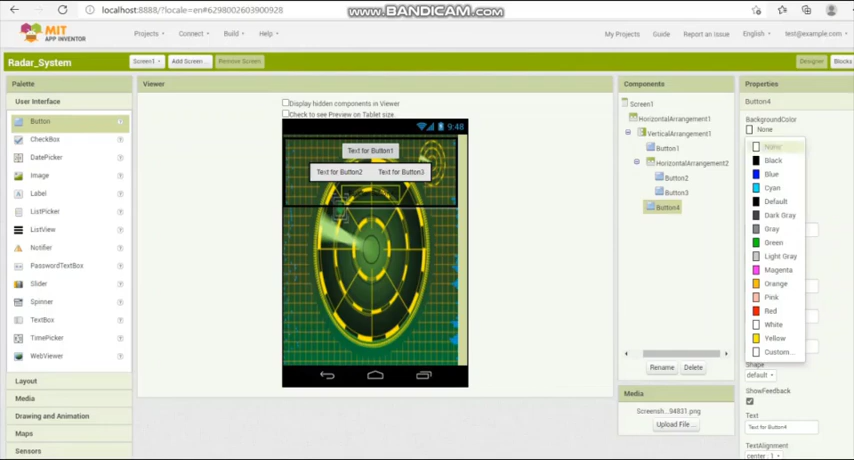 localhost:8888/?locale=en#6298002603900928
www.BANDICAM.com
MIT
APP INVENTOR
Projects
Connect
Build
Help
My Projects
Guide
Report an issue
English
test@example.com
Radar_System
Screen1
Add Screen ...
Remove Screen
Designer
Blocks
Palette
User Interface
Button
CheckBox
DatePicker
Image
Label
ListPicker
ListView
Notifier
PasswordTextBox
Slider
Spinner
TextBox
TimePicker
WebViewer
Layout
Media
Drawing and Animation
Maps
Sensors
Viewer
Display hidden components in Viewer
Check to see Preview on Tablet size
9:48
Text for Button1
Text for Button2
Text for Button3
Components
Screen1
HorizontalArrangement1
VerticalArrangement1
Button1
HorizontalArrangement2
Button2
Button3
Button4
Rename
Delete
Media
Screensh...94831.png
Upload File ...
Properties
Button4
BackgroundColor
None
None
Black
Blue
Cyan
Default
Dark Gray
Gray
Green
Light Gray
Magenta
Orange
Pink
Red
White
Yellow
Custom...
Shape
default
ShowFeedback
Text
Text for Button4
TextAlignment
center : 1